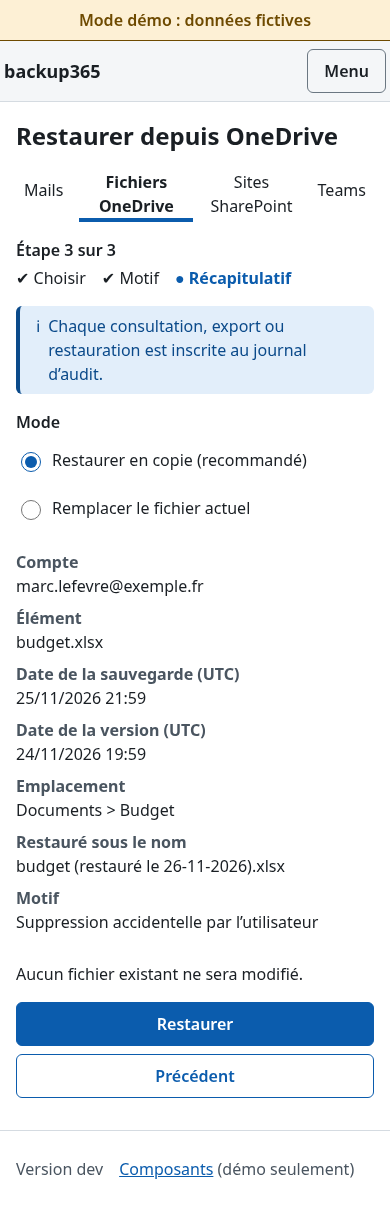 Mode démo : données fictives
backup365
Menu
Restaurer depuis OneDrive
Mails
Fichiers OneDrive
Sites SharePoint
Teams
Étape 3 sur 3
✔ Choisir ✔ Motif ● Récapitulatif
i Chaque consultation, export ou
restauration est inscrite au journal
d’audit.
Mode
Restaurer en copie (recommandé)
Remplacer le fichier actuel
Compte
marc.lefevre@exemple.fr
Élément
budget.xlsx
Date de la sauvegarde (UTC)
25/11/2026 21:59
Date de la version (UTC)
24/11/2026 19:59
Emplacement
Documents > Budget
Restauré sous le nom
budget (restauré le 26-11-2026).xlsx
Motif
Suppression accidentelle par l’utilisateur
Aucun fichier existant ne sera modifié.
Restaurer
Précédent
Version dev Composants (démo seulement)